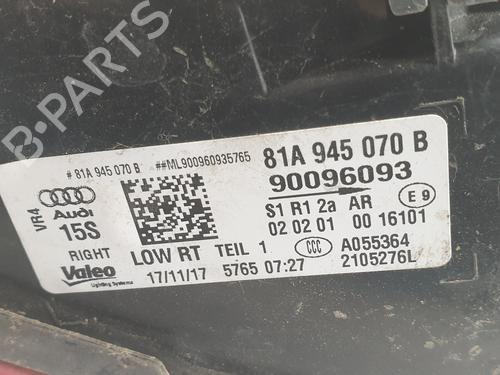 # 81A 945 070 B ##ML900960935765
81A 945 070 B
90096093
VR4
Audi
15S
S1 R1 2a AR
E 9
02 02 01 00 16101
RIGHT
LOW RT TEIL 1
CCC
A055364
Valeo
Lighting Systems
17/11/17 5765 07:27
2105276L
B-PARTS